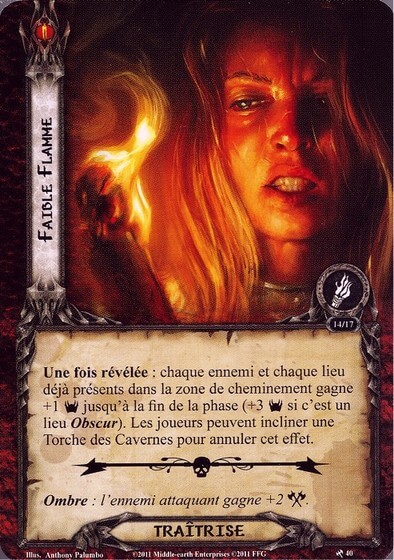 FAIBLE FLAMME
14/17
Une fois révélée : chaque ennemi et chaque lieu
déjà présents dans la zone de cheminement gagne
+1 jusqu'à la fin de la phase (+3 si c'est un
lieu Obscur). Les joueurs peuvent incliner une
Torche des Cavernes pour annuler cet effet.
Ombre : l'ennemi attaquant gagne +2.
TRAÎTRISE
Illus. Anthony Palumbo ©2011 Middle-earth Enterprises ©2011 FFG 40